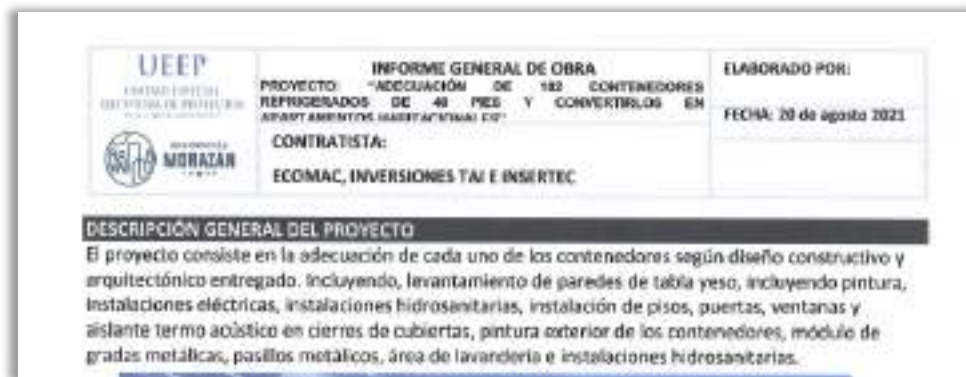 UEEP
INFORME GENERAL DE OBRA
PROYECTO: "ADECUACIÓN DE 182 CONTENEDORES
REFRIGERADOS DE 40 PIES Y CONVERTIRLOS EN
APARTAMENTOS HABITACIONALES"
ELABORADO POR:
FECHA: 20 de agosto 2021
MORAZÁN
CONTRATISTA:
ECOMAC, INVERSIONES TAI E INSERTEC
DESCRIPCIÓN GENERAL DEL PROYECTO
El proyecto consiste en la adecuación de cada uno de los contenedores según diseño constructivo y
arquitectónico entregado. Incluyendo, levantamiento de paredes de tabla yeso, incluyendo pintura,
instalaciones eléctricas, instalaciones hidrosanitarias, instalación de pisos, puertas, ventanas y
aislante termo acústico en cierres de cubiertas, pintura exterior de los contenedores, módulo de
gradas metálicas, pasillos metálicos, área de lavandería e instalaciones hidrosanitarias.